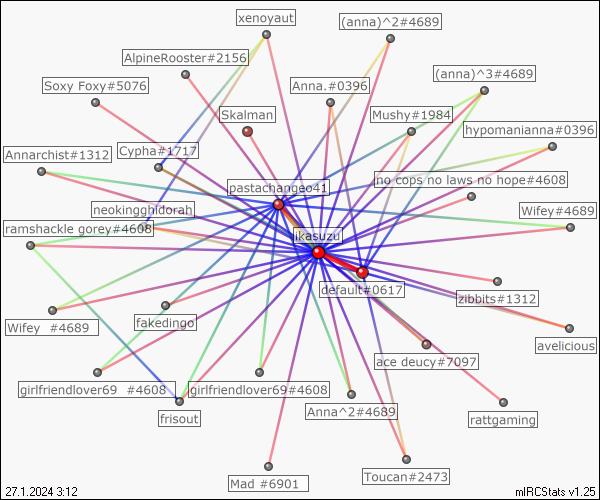 xenoyaut
(anna)^2#4689
AlpineRooster#2156
(anna)^3#4689
Soxy Foxy#5076
Anna.#0396
Skalman
Mushy#1984
hypomanianna#0396
Annarchist#1312
Cypha#1717
pastachangeo41
no cops no laws no hope#4608
neokingghidorah
Wifey#4689
ramshackle gorey#4608
ikasuzu
default#0617
zibbits#1312
Wifey  #4689
fakedingo
avelicious
ace deucy#7097
girlfriendlover69  #4608
girlfriendlover69#4608
frisout
Anna^2#4689
rattgaming
Mad #6901
Toucan#2473
27.1.2024 3:12
mIRCStats v1.25